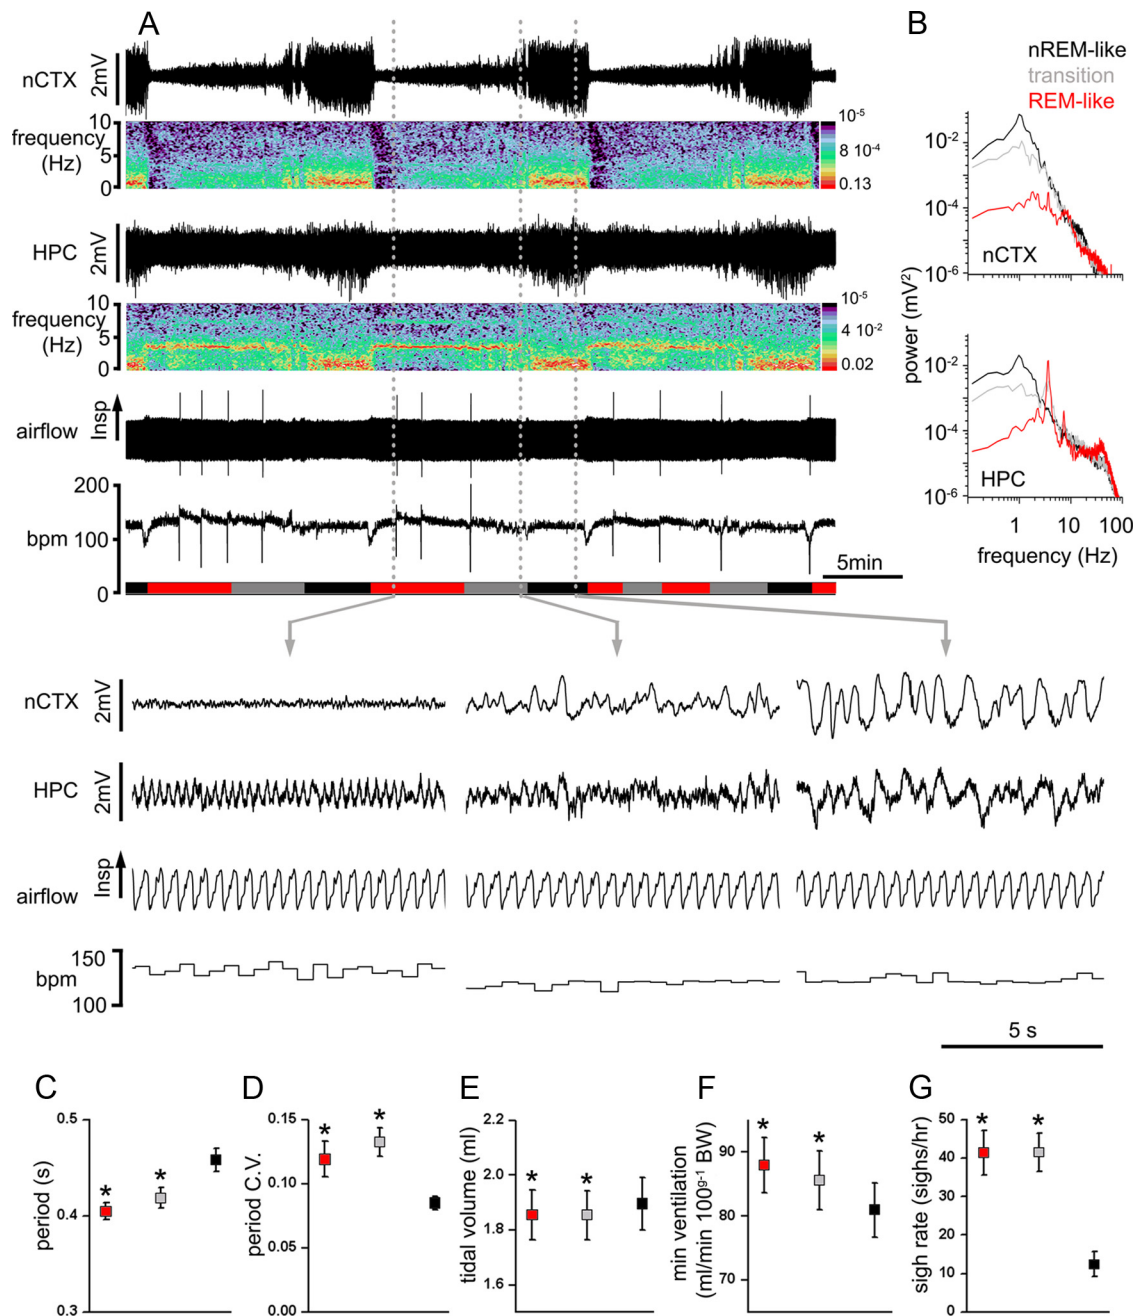 A
nCTX
2mV
frequency
(Hz)
10
5
0
10-5
8 10-4
0.13
HPC
2mV
frequency
(Hz)
10
5
0
10-5
4 10-2
0.02
airflow
Insp
bpm
200
100
0
5min
B
nREM-like
transition
REM-like
10-2
10-4
10-6
nCTX
power (mV2)
10-2
10-4
10-6
HPC
1 10 100
frequency (Hz)
nCTX
2mV
HPC
2mV
airflow
Insp
bpm
150
100
5 s
C
period (s)
0.5
0.4
0.3
* *
D
period C.V.
0.15
0.10
0.05
0.00
* *
E
tidal volume (ml)
2.2
2.0
1.8
1.6
* *
F
min ventilation
(ml/min 100g-1 BW)
90
80
70
* *
G
sigh rate (sighs/hr)
50
40
30
20
10
0
* *